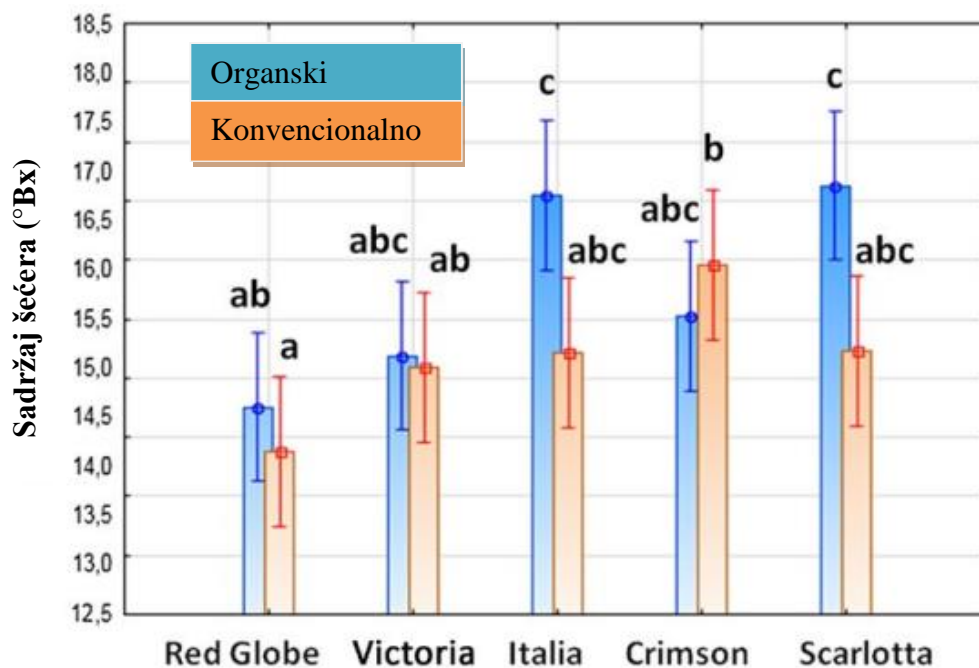 18,5
18,0
17,5
17,0
16,5
16,0
15,5
15,0
14,5
14,0
13,5
13,0
12,5
Sadržaj šećera (°Bx)
Organski
Konvencionalno
ab
a
abc
ab
c
abc
abc
b
c
abc
Red Globe Victoria Italia Crimson Scarlotta